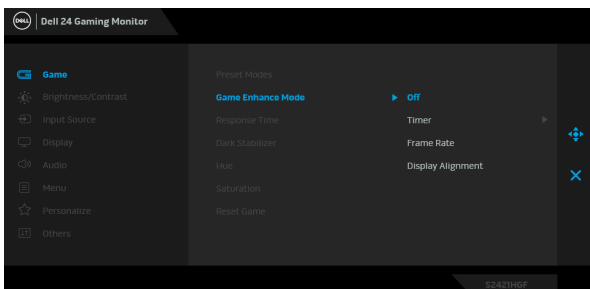 DELL Dell 24 Gaming Monitor
Game
Brightness/Contrast
Input Source
Display
Audio
Menu
Personalize
Others
Preset Modes
Game Enhance Mode
Response Time
Dark Stabilizer
Hue
Saturation
Reset Game
Off
Timer
Frame Rate
Display Alignment
S2421HGF